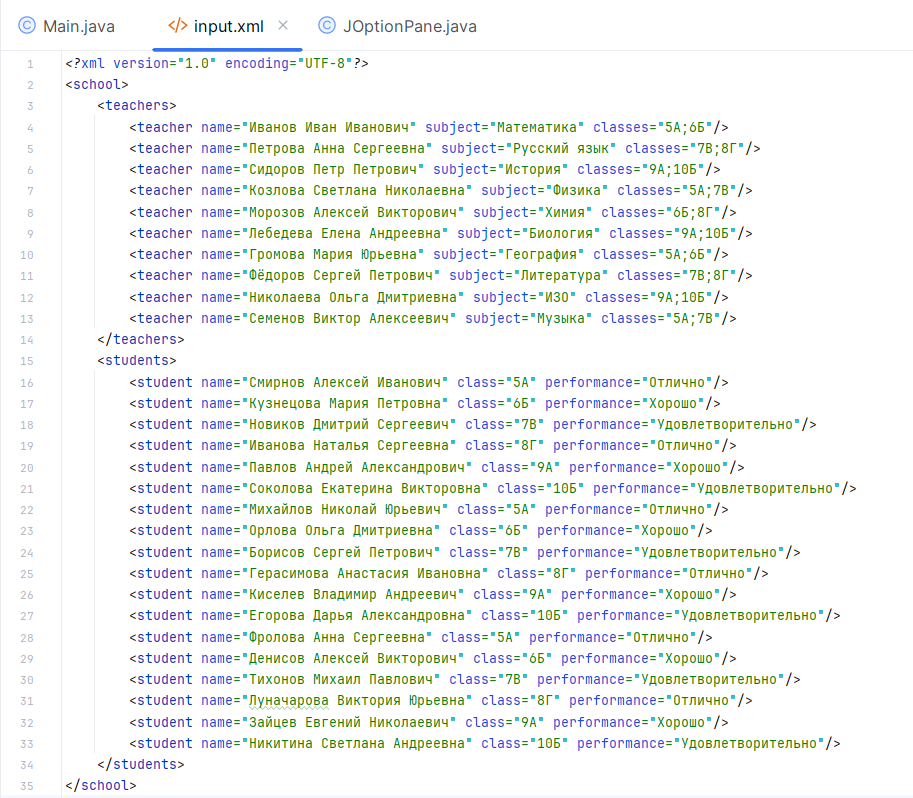 Main.java input.xml JOptionPane.java
1 <?xml version="1.0" encoding="UTF-8"?>
2 <school>
3 <teachers>
4 <teacher name="Иванов Иван Иванович" subject="Математика" classes="5А;6Б"/>
5 <teacher name="Петрова Анна Сергеевна" subject="Русский язык" classes="7В;8Г"/>
6 <teacher name="Сидоров Петр Петрович" subject="История" classes="9А;10Б"/>
7 <teacher name="Козлова Светлана Николаевна" subject="Физика" classes="5А;7В"/>
8 <teacher name="Морозов Алексей Викторович" subject="Химия" classes="6Б;8Г"/>
9 <teacher name="Лебедева Елена Андреевна" subject="Биология" classes="9А;10Б"/>
10 <teacher name="Громова Мария Юрьевна" subject="География" classes="5А;6Б"/>
11 <teacher name="Фёдоров Сергей Петрович" subject="Литература" classes="7В;8Г"/>
12 <teacher name="Николаева Ольга Дмитриевна" subject="ИЗО" classes="9А;10Б"/>
13 <teacher name="Семенов Виктор Алексеевич" subject="Музыка" classes="5А;7В"/>
14 </teachers>
15 <students>
16 <student name="Смирнов Алексей Иванович" class="5А" performance="Отлично"/>
17 <student name="Кузнецова Мария Петровна" class="6Б" performance="Хорошо"/>
18 <student name="Новиков Дмитрий Сергеевич" class="7В" performance="Удовлетворительно"/>
19 <student name="Иванова Наталья Сергеевна" class="8Г" performance="Отлично"/>
20 <student name="Павлов Андрей Александрович" class="9А" performance="Хорошо"/>
21 <student name="Соколова Екатерина Викторовна" class="10Б" performance="Удовлетворительно"/>
22 <student name="Михайлов Николай Юрьевич" class="5А" performance="Отлично"/>
23 <student name="Орлова Ольга Дмитриевна" class="6Б" performance="Хорошо"/>
24 <student name="Борисов Сергей Петрович" class="7В" performance="Удовлетворительно"/>
25 <student name="Герасимова Анастасия Ивановна" class="8Г" performance="Отлично"/>
26 <student name="Киселев Владимир Андреевич" class="9А" performance="Хорошо"/>
27 <student name="Егорова Дарья Александровна" class="10Б" performance="Удовлетворительно"/>
28 <student name="Фролова Анна Сергеевна" class="5А" performance="Отлично"/>
29 <student name="Денисов Алексей Викторович" class="6Б" performance="Хорошо"/>
30 <student name="Тихонов Михаил Павлович" class="7В" performance="Удовлетворительно"/>
31 <student name="Луначарова Виктория Юрьевна" class="8Г" performance="Отлично"/>
32 <student name="Зайцев Евгений Николаевич" class="9А" performance="Хорошо"/>
33 <student name="Никитина Светлана Андреевна" class="10Б" performance="Удовлетворительно"/>
34 </students>
35 </school>